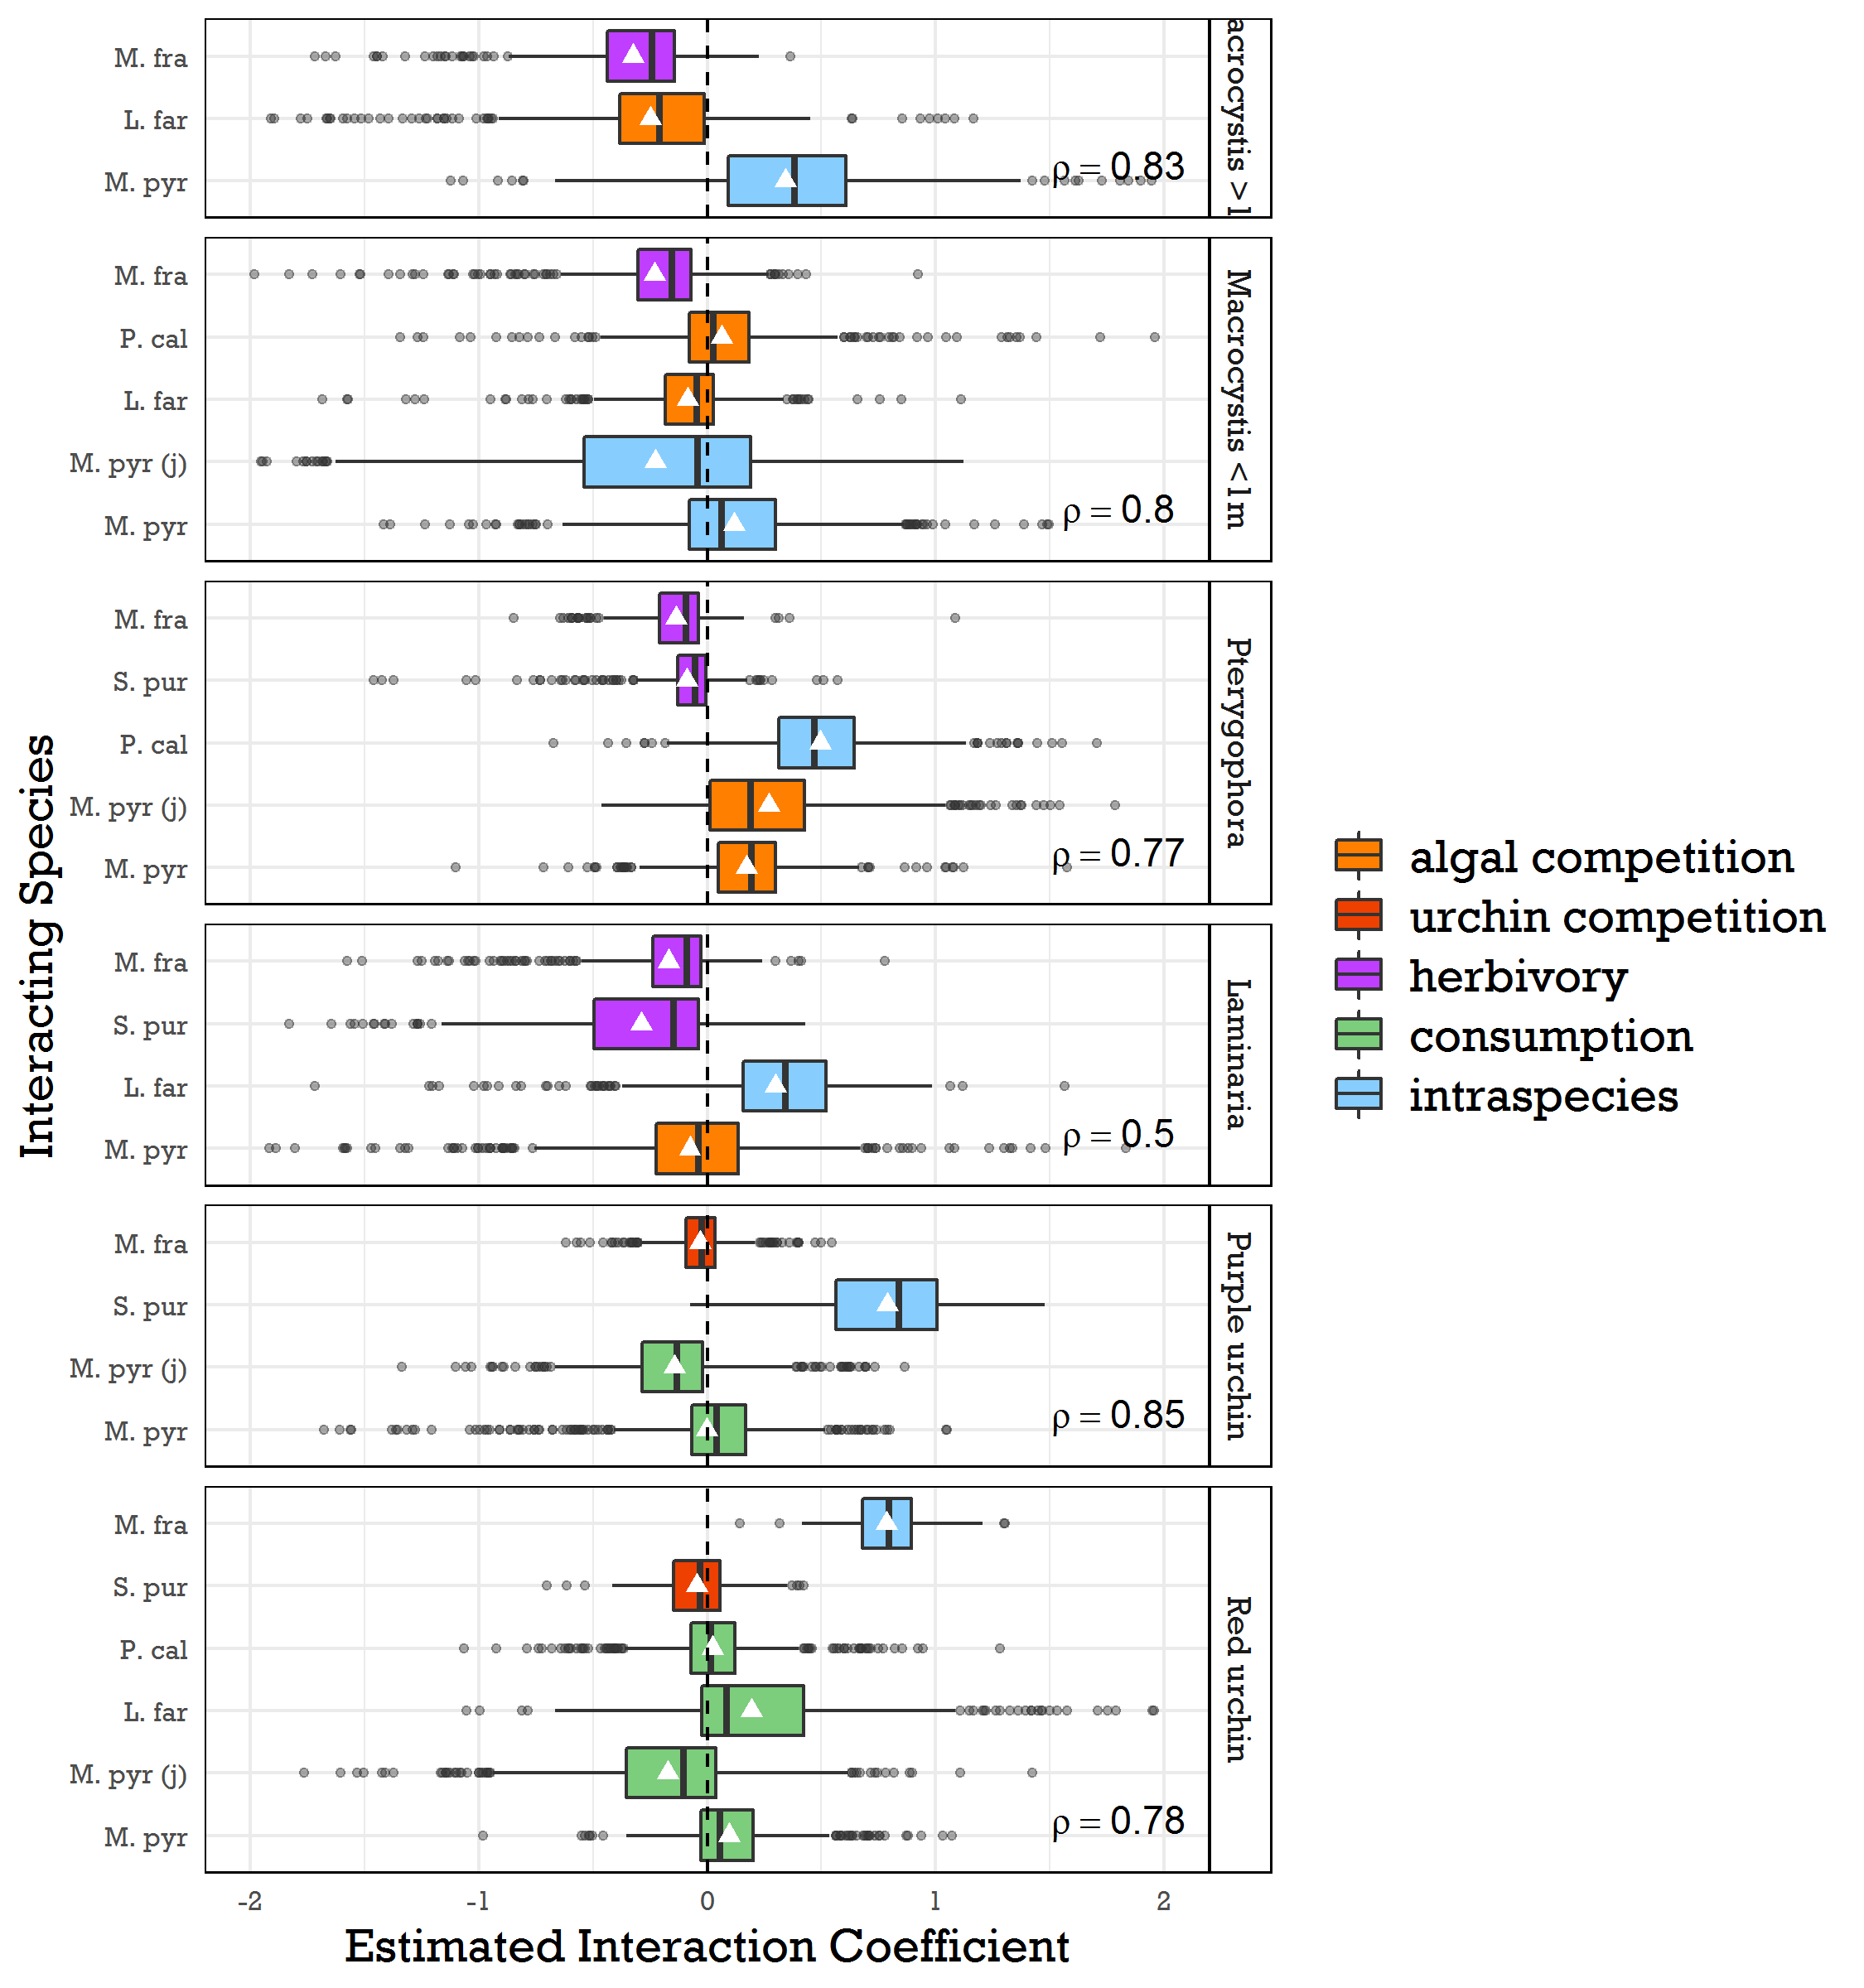 M. fra
L. far
M. pyr
ρ = 0.83
acrocystis > 1
M. fra
P. cal
L. far
M. pyr (j)
M. pyr
ρ = 0.8
Macrocystis < 1m
M. fra
S. pur
P. cal
M. pyr (j)
M. pyr
ρ = 0.77
Pterygophora
M. fra
S. pur
L. far
M. pyr
ρ = 0.5
Laminaria
M. fra
S. pur
M. pyr (j)
M. pyr
ρ = 0.85
Purple urchin
M. fra
S. pur
P. cal
L. far
M. pyr (j)
M. pyr
ρ = 0.78
Red urchin
-2 -1 0 1 2
Estimated Interaction Coefficient
Interacting Species
algal competition
urchin competition
herbivory
consumption
intraspecies